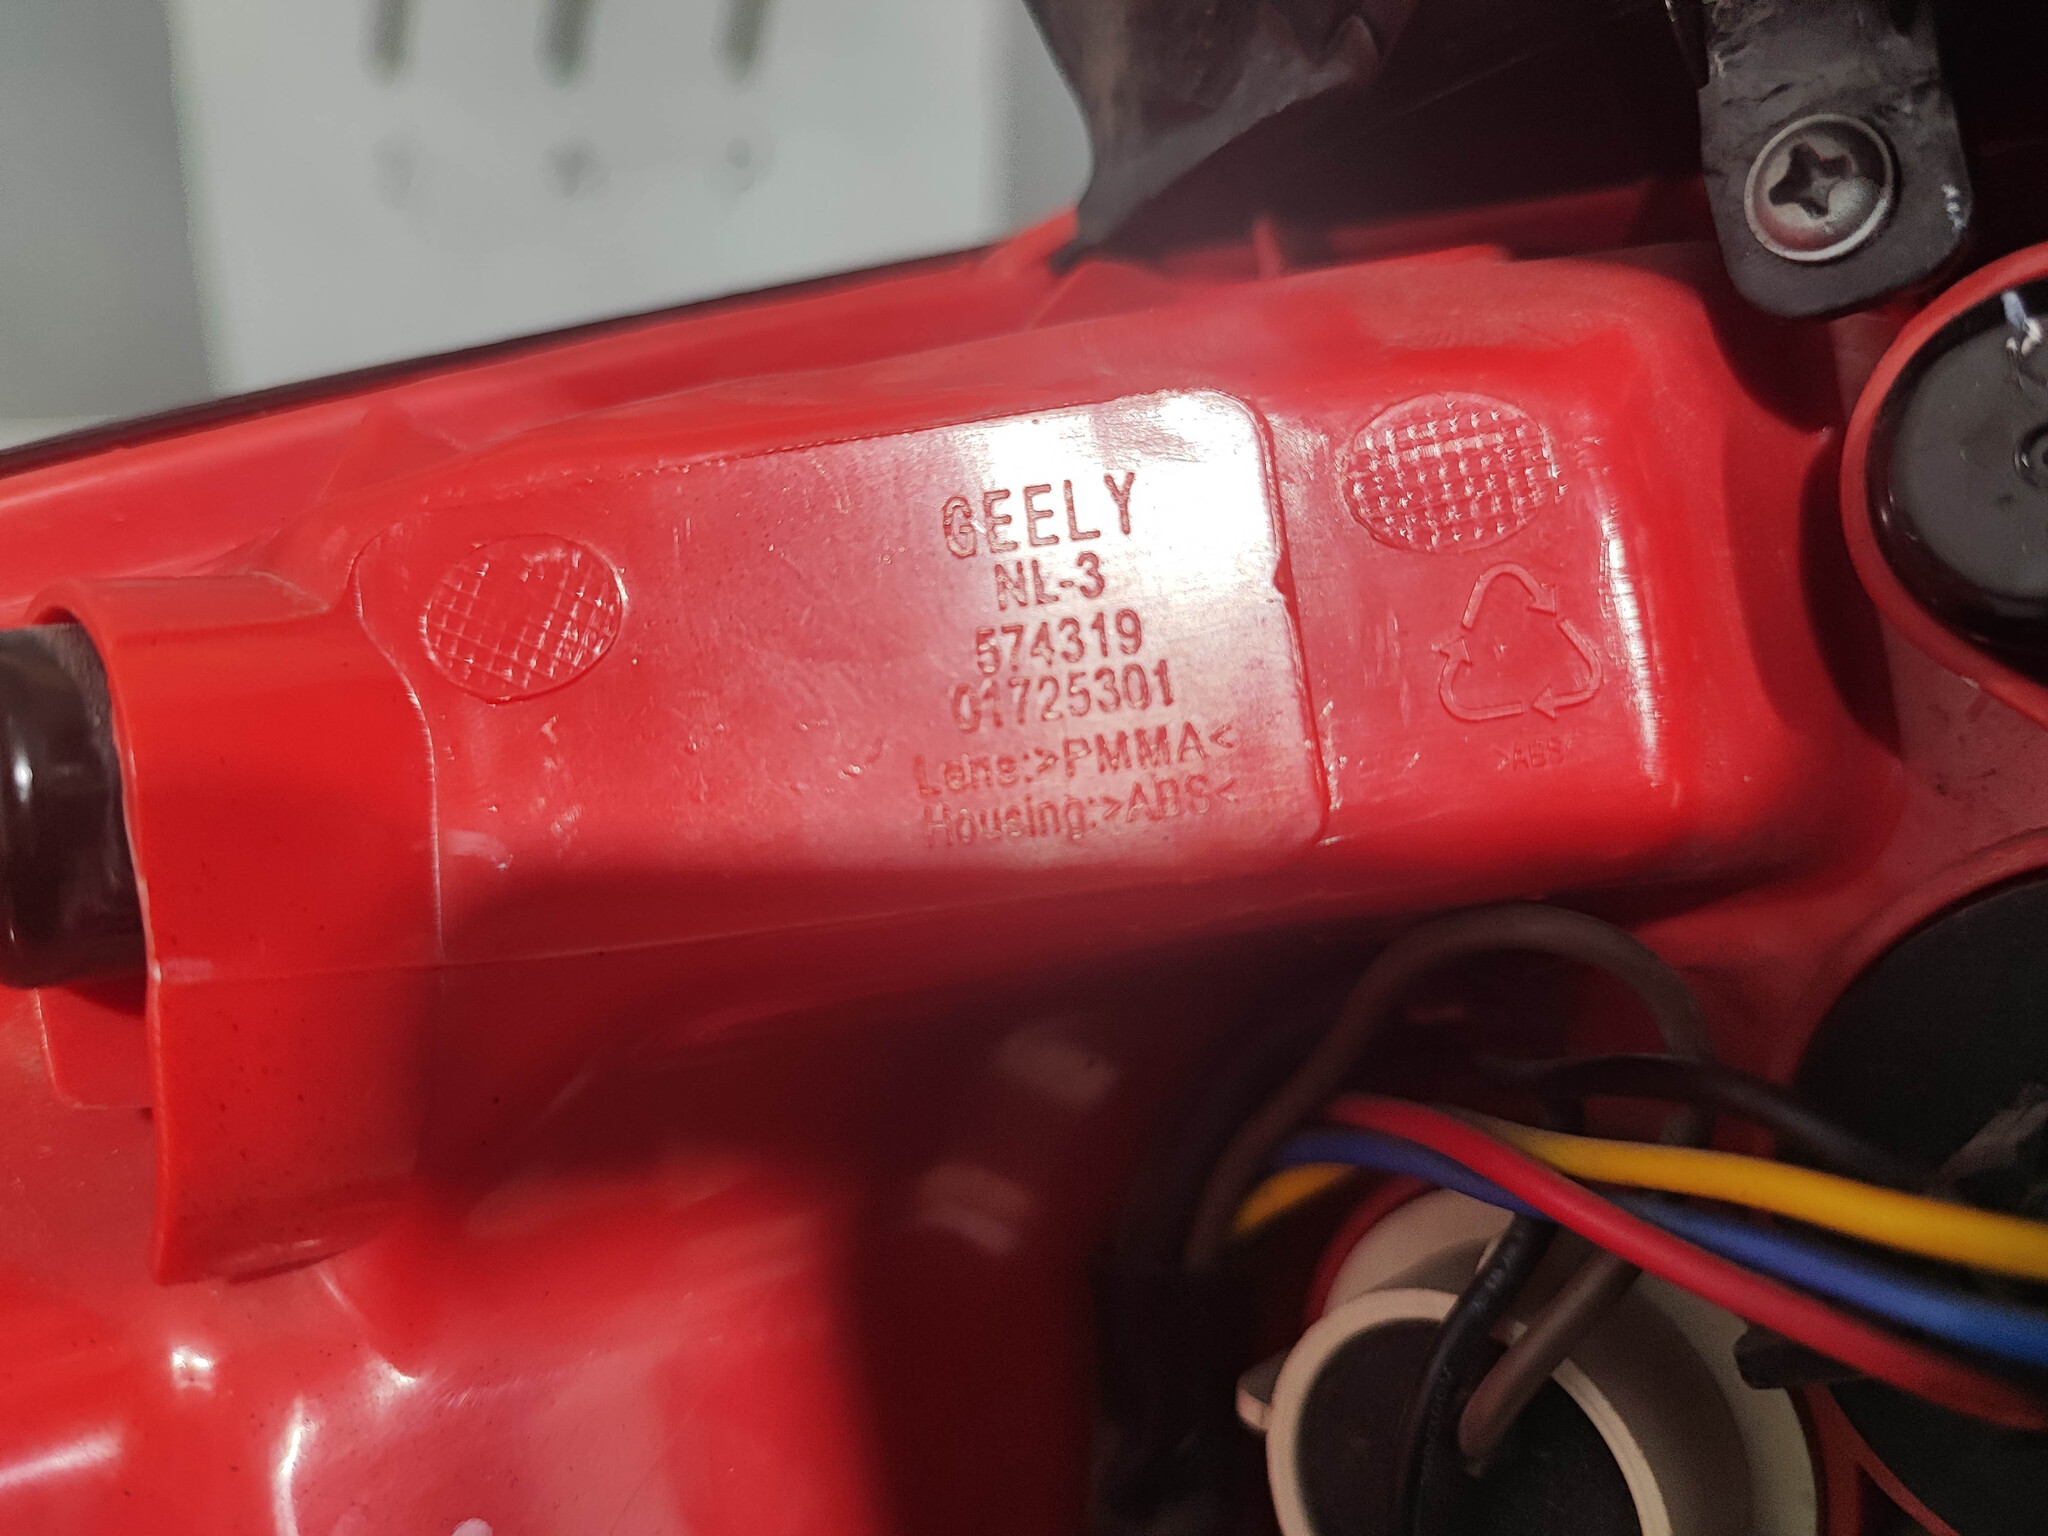 GEELY
NL-3
574319
01725301
Lens:>PMMA<
Housing:>ABS<
>ABS<